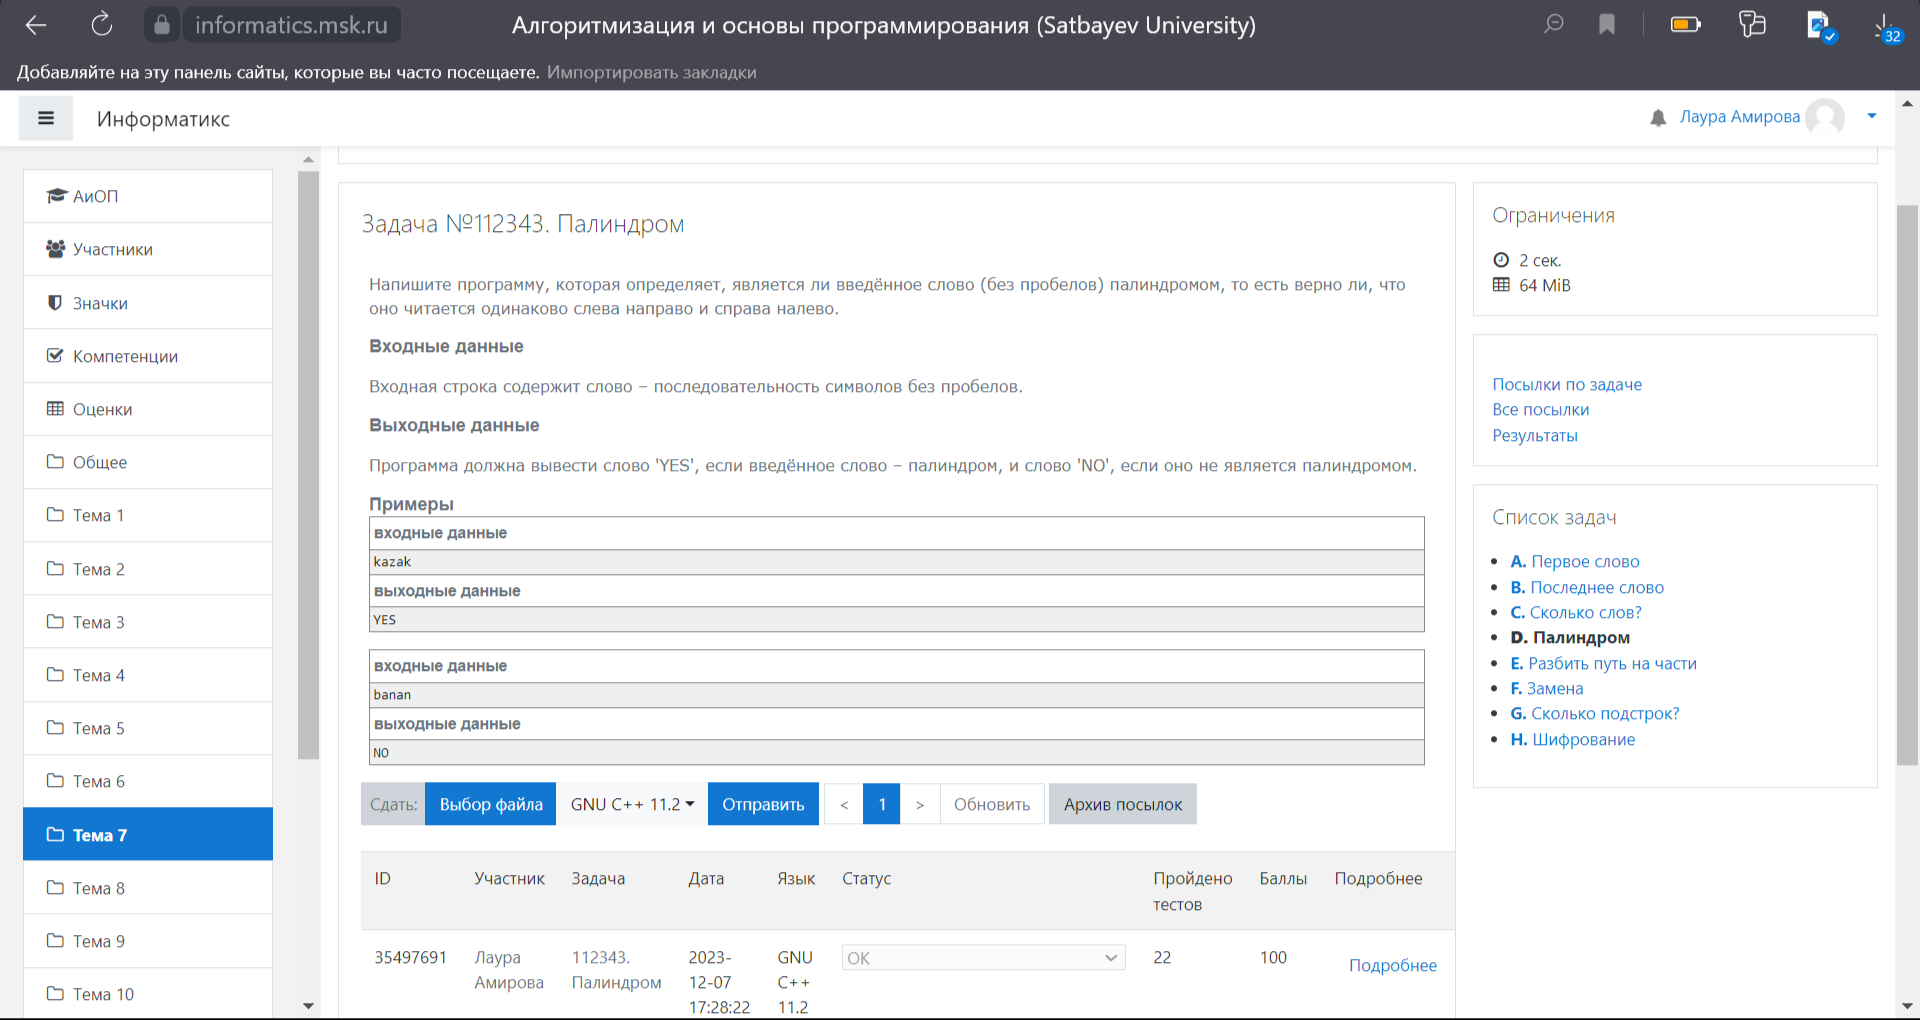 informatics.msk.ru
Алгоритмизация и основы программирования (Satbayev University)
32
Добавляйте на эту панель сайты, которые вы часто посещаете. Импортировать закладки
Информатикс
Лаура Амирова
АиОП
Участники
Значки
Компетенции
Оценки
Общее
Тема 1
Тема 2
Тема 3
Тема 4
Тема 5
Тема 6
Тема 7
Тема 8
Тема 9
Тема 10
Задача №112343. Палиндром
Напишите программу, которая определяет, является ли введённое слово (без пробелов) палиндромом, то есть верно ли, что
оно читается одинаково слева направо и справа налево.
Входные данные
Входная строка содержит слово – последовательность символов без пробелов.
Выходные данные
Программа должна вывести слово 'YES', если введённое слово – палиндром, и слово 'NO', если оно не является палиндромом.
Примеры
входные данные
kazak
выходные данные
YES
входные данные
banan
выходные данные
NO
Сдать: Выбор файла GNU C++ 11.2 Отправить < 1 > Обновить Архив посылок
ID Участник Задача Дата Язык Статус Пройдено тестов Баллы Подробнее
35497691 Лаура Амирова 112343. Палиндром 2023-12-07 17:28:22 GNU C++ 11.2 OK 22 100 Подробнее
Ограничения
2 сек.
64 MiB
Посылки по задаче
Все посылки
Результаты
Список задач
A. Первое слово
B. Последнее слово
C. Сколько слов?
D. Палиндром
E. Разбить путь на части
F. Замена
G. Сколько подстрок?
H. Шифрование